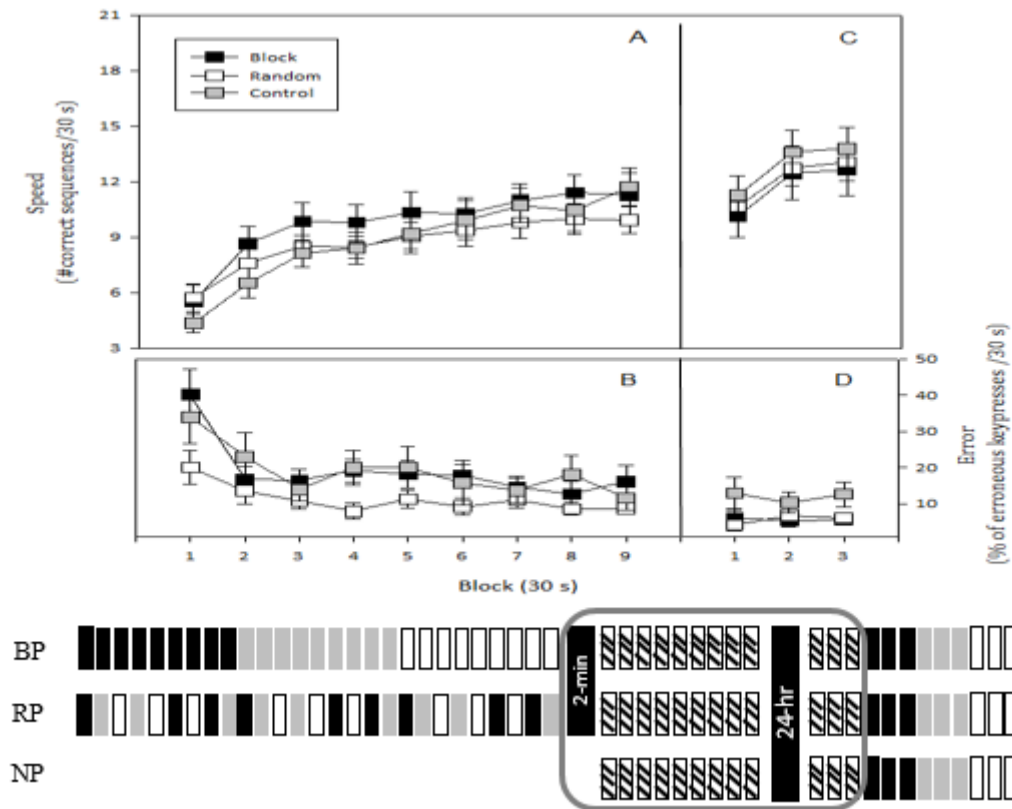 21
18
15
12
9
6
3
Speed
(#correct sequences/30 s)
Block
Random
Control
A
C
B
D
50
40
30
20
10
Error
(% of erroneous keypresses /30 s)
1 2 3 4 5 6 7 8 9 1 2 3
Block (30 s)
BP
RP
NP
2-min
24-hr